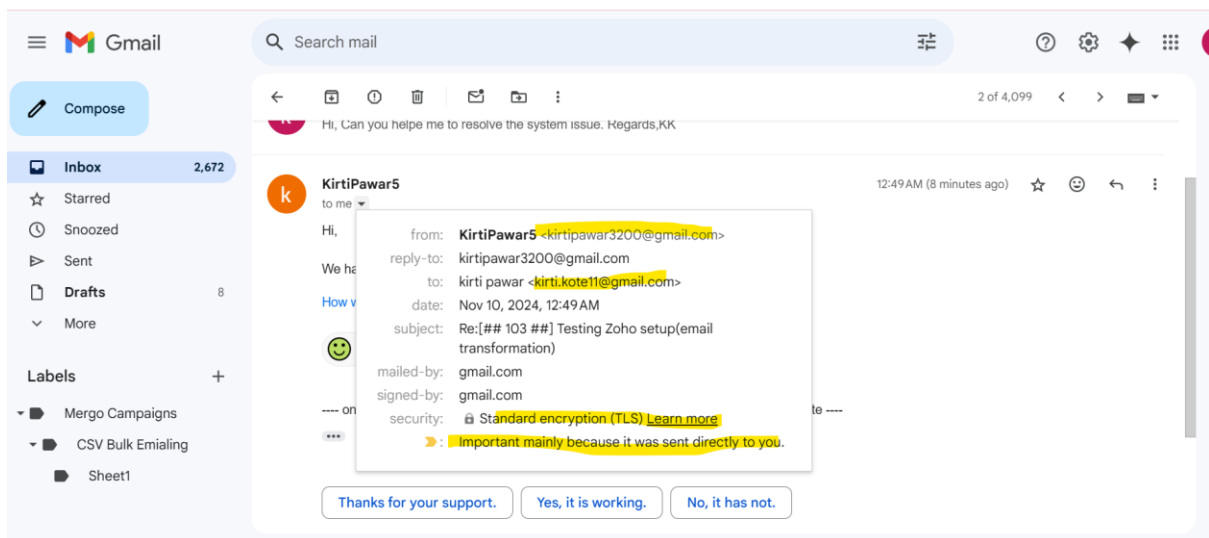 Gmail
Search mail
Compose
2 of 4,099
Hi, Can you helpe me to resolve the system issue. Regards,KK
Inbox 2,672
Starred
Snoozed
Sent
Drafts 8
More
Labels
Mergo Campaigns
CSV Bulk Emialing
Sheet1
k
KirtiPawar5
12:49 AM (8 minutes ago)
to me
Hi,
from: KirtiPawar5 <kirtipawar3200@gmail.com>
reply-to: kirtipawar3200@gmail.com
We ha
to: kirti pawar <kirti.kote11@gmail.com>
How
date: Nov 10, 2024, 12:49 AM
subject: Re:[## 103 ##] Testing Zoho setup(email
transformation)
mailed-by: gmail.com
signed-by: gmail.com
---- on
te ----
security: Standard encryption (TLS) Learn more
: Important mainly because it was sent directly to you.
Thanks for your support.
Yes, it is working.
No, it has not.